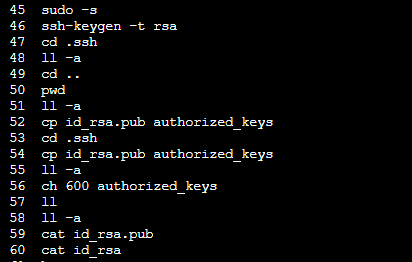 45 sudo -s
46 ssh-keygen -t rsa
47 cd .ssh
48 ll -a
49 cd ..
50 pwd
51 ll -a
52 cp id_rsa.pub authorized_keys
53 cd .ssh
54 cp id_rsa.pub authorized_keys
55 ll -a
56 ch 600 authorized_keys
57 ll
58 ll -a
59 cat id_rsa.pub
60 cat id_rsa